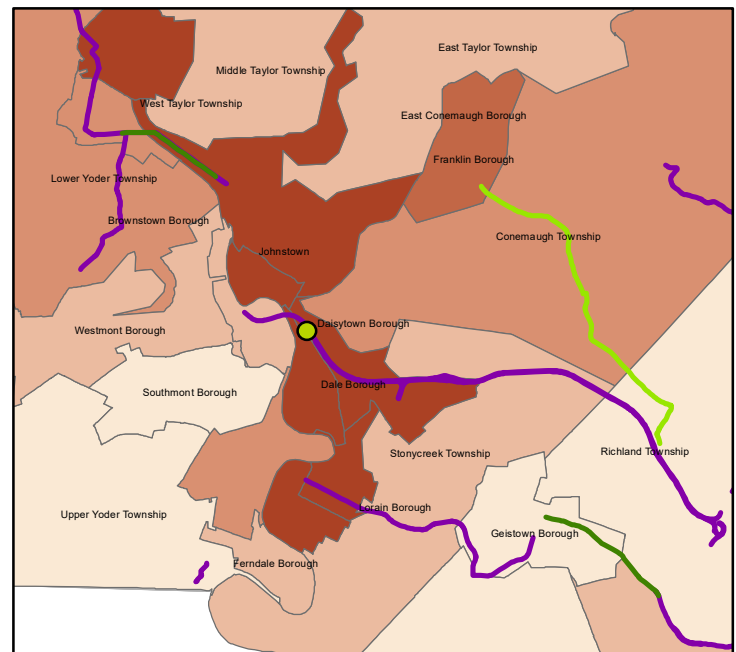 East Taylor Township
Middle Taylor Township
West Taylor Township
East Conemaugh Borough
Franklin Borough
Lower Yoder Township
Brownstown Borough
Conemaugh Township
Johnstown
Daisytown Borough
Westmont Borough
Dale Borough
Southmont Borough
Stonycreek Township
Richland Township
Lorain Borough
Upper Yoder Township
Geistown Borough
Ferndale Borough